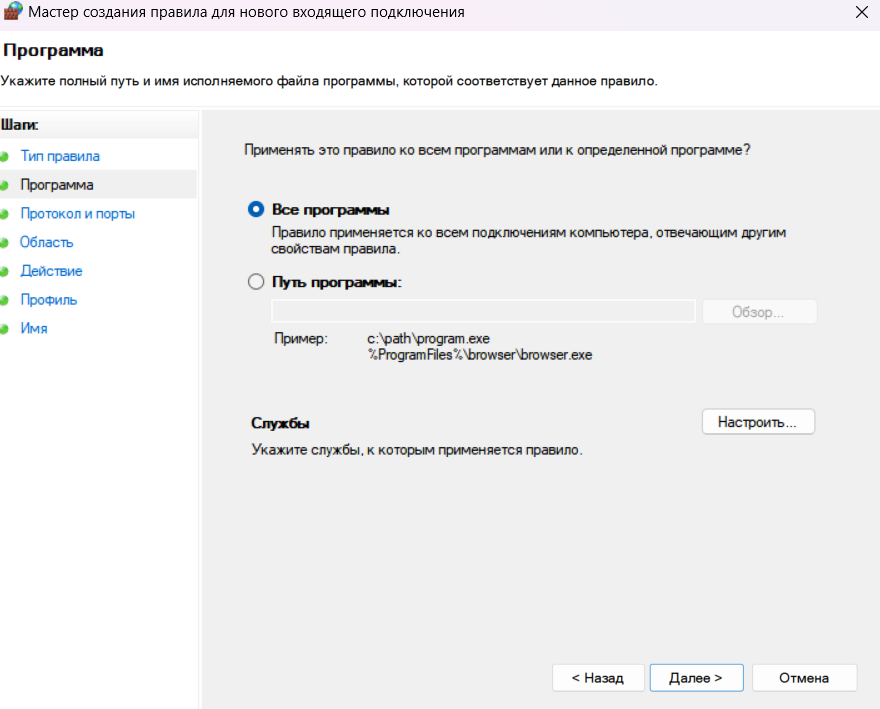 Мастер создания правила для нового входящего подключения
Программа
Укажите полный путь и имя исполняемого файла программы, которой соответствует данное правило.
Шаги:
Тип правила
Программа
Протокол и порты
Область
Действие
Профиль
Имя
Применять это правило ко всем программам или к определенной программе?
Все программы
Правило применяется ко всем подключениям компьютера, отвечающим другим
свойствам правила.
Путь программы:
Обзор...
Пример:
c:\path\program.exe
%ProgramFiles%\browser\browser.exe
Службы
Настроить...
Укажите службы, к которым применяется правило.
< Назад
Далее >
Отмена